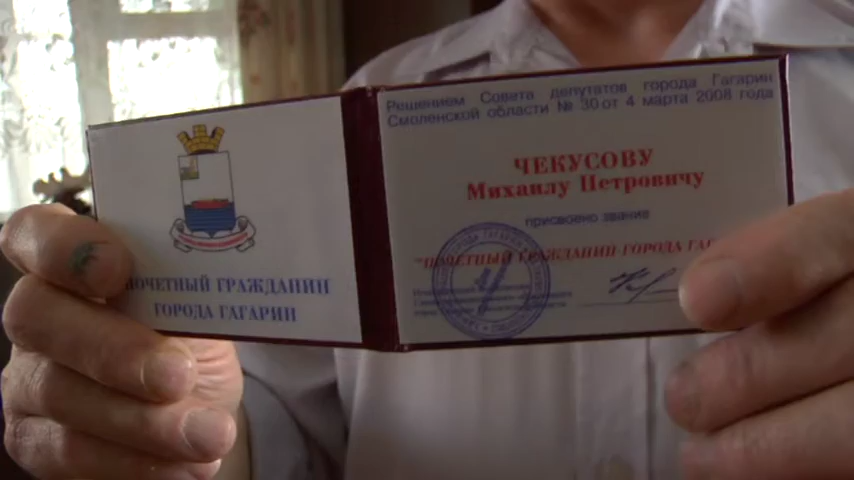 ПОЧЕТНЫЙ ГРАЖДАНИН
ГОРОДА ГАГАРИН
Решением Совета депутатов города Гагарин
Смоленской области № 30 от 4 марта 2008 года
ЧЕКУСОВУ
Михаилу Петровичу
присвоено звание
"ПОЧЕТНЫЙ ГРАЖДАНИН ГОРОДА